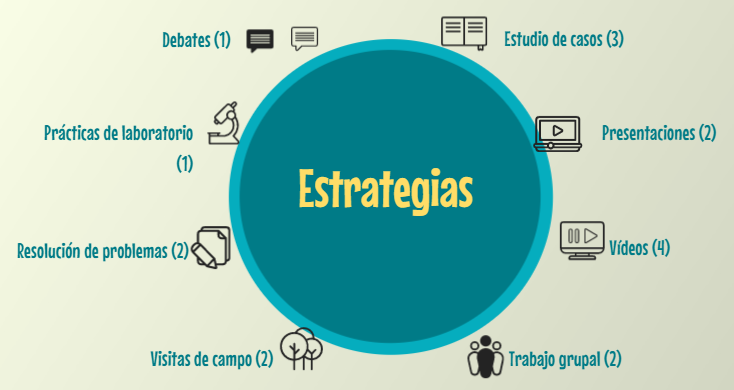 Debates (1)
Estudio de casos (3)
Prácticas de laboratorio
(1)
Presentaciones (2)
Estrategias
Resolución de problemas (2)
Vídeos (4)
Visitas de campo (2)
Trabajo grupal (2)